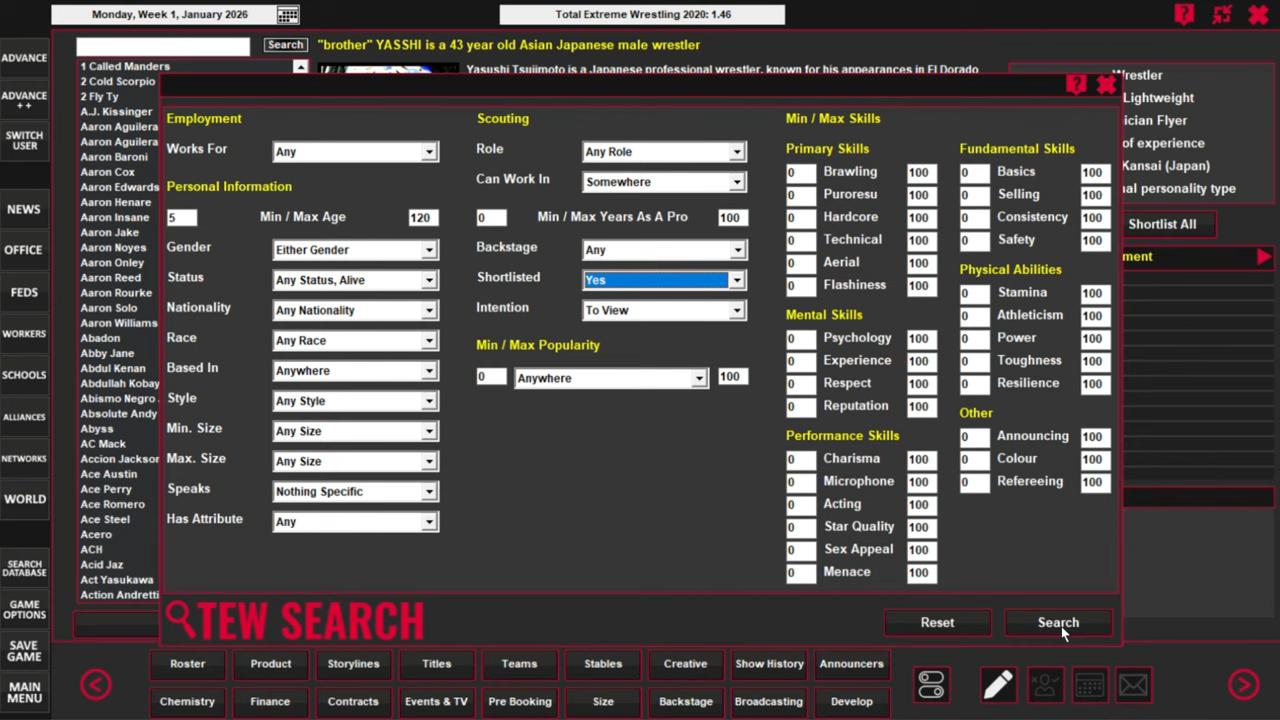 Monday, Week 1, January 2026
Total Extreme Wrestling 2020: 1.46
Search
"brother" YASSHI is a 43 year old Asian Japanese male wrestler
Yasushi Tsujimoto is a Japanese professional wrestler, known for his appearances in El Dorado
ADVANCE
ADVANCE
++
SWITCH
USER
NEWS
OFFICE
FEDS
WORKERS
SCHOOLS
ALLIANCES
NETWORKS
WORLD
SEARCH
DATABASE
GAME
OPTIONS
SAVE
GAME
MAIN
MENU
1 Called Manders
2 Cold Scorpio
2 Fly Ty
A.J. Kissinger
Aaron Aguilera
Aaron Aguilera
Aaron Baroni
Aaron Cox
Aaron Edwards
Aaron Henare
Aaron Insane
Aaron Jake
Aaron Noyes
Aaron Onley
Aaron Reed
Aaron Rourke
Aaron Solo
Aaron Williams
Abadon
Abby Jane
Abdul Kenan
Abdullah Kobay
Abismo Negro
Absolute Andy
Abyss
AC Mack
Accion Jackson
Ace Austin
Ace Perry
Ace Romero
Ace Steel
Acero
ACH
Acid Jaz
Act Yasukawa
Action Andretti
Employment
Works For Any
Personal Information
5 Min / Max Age 120
Gender Either Gender
Status Any Status, Alive
Nationality Any Nationality
Race Any Race
Based In Anywhere
Style Any Style
Min. Size Any Size
Max. Size Any Size
Speaks Nothing Specific
Has Attribute Any
Scouting
Role Any Role
Can Work In Somewhere
0 Min / Max Years As A Pro 100
Backstage Any
Shortlisted Yes
Intention To View
Min / Max Popularity
0 Anywhere 100
Min / Max Skills
Primary Skills
0 Brawling 100
0 Puroresu 100
0 Hardcore 100
0 Technical 100
0 Aerial 100
0 Flashiness 100
Mental Skills
0 Psychology 100
0 Experience 100
0 Respect 100
0 Reputation 100
Performance Skills
0 Charisma 100
0 Microphone 100
0 Acting 100
0 Star Quality 100
0 Sex Appeal 100
0 Menace 100
Fundamental Skills
0 Basics 100
0 Selling 100
0 Consistency 100
0 Safety 100
Physical Abilities
0 Stamina 100
0 Athleticism 100
0 Power 100
0 Toughness 100
0 Resilience 100
Other
0 Announcing 100
0 Colour 100
0 Refereeing 100
TEW SEARCH
Reset
Search
Wrestler
Lightweight
ician Flyer
of experience
Kansai (Japan)
al personality type
Shortlist All
ment
Roster
Product
Storylines
Titles
Teams
Stables
Creative
Show History
Announcers
Chemistry
Finance
Contracts
Events & TV
Pre Booking
Size
Backstage
Broadcasting
Develop